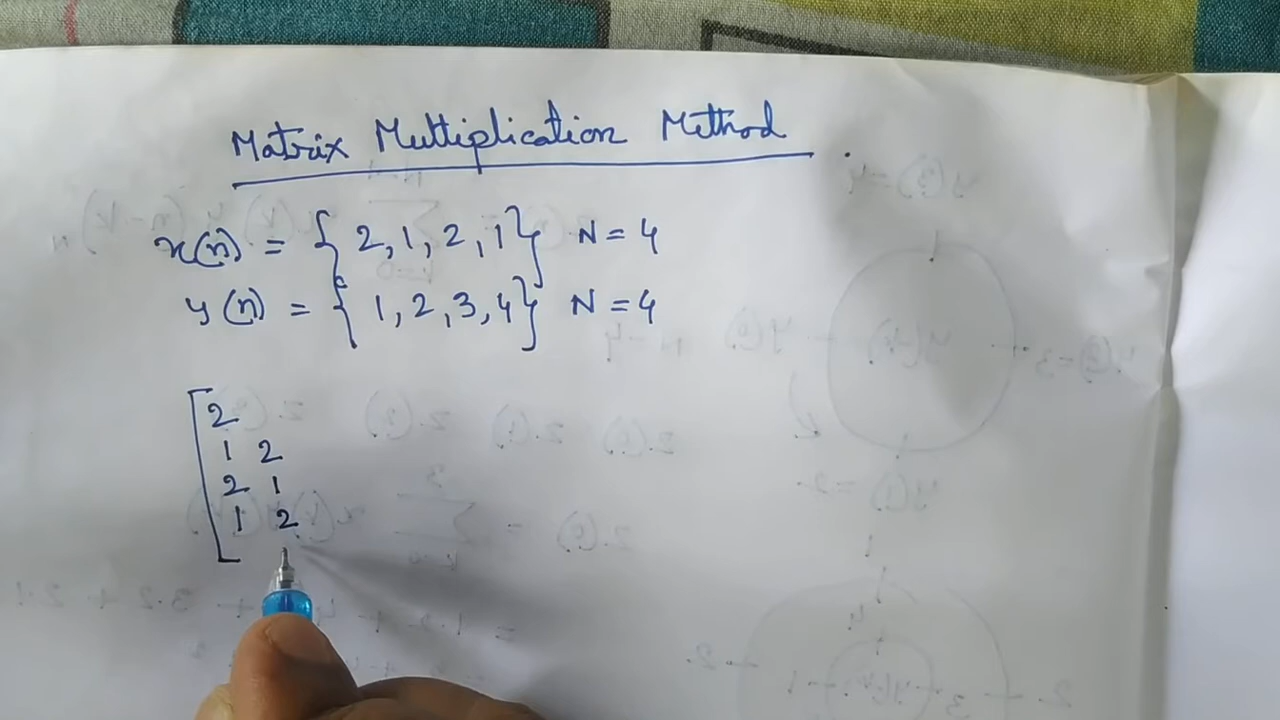 Matrix Multiplication Method
x(n) = { 2, 1, 2, 1} N = 4
y(n) = { 1, 2, 3, 4} N = 4
[ 2
1 2
2 1
1 2